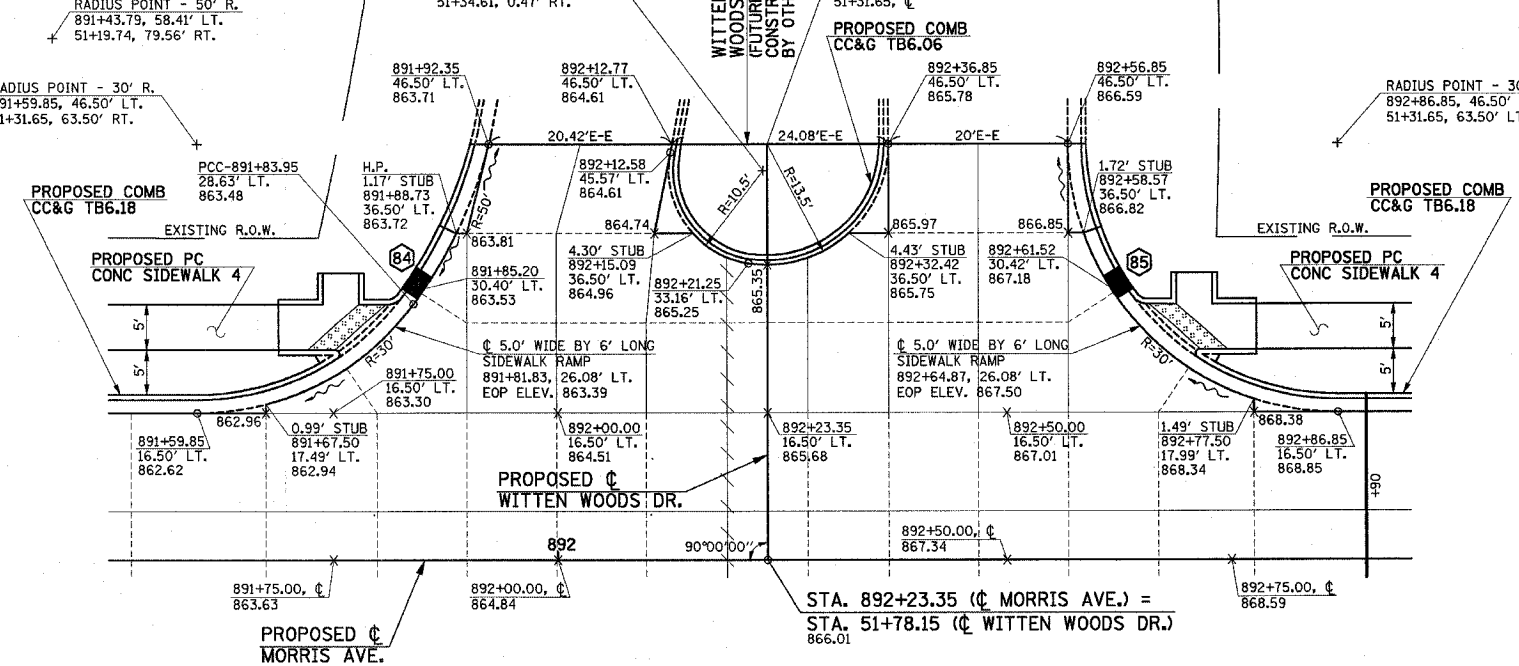 RADIUS POINT - 50' R.
891+43.79, 58.41' LT.
51+19.74, 79.56' RT.
51+34.61, 0.47' RT.
WITTEN
WOODS
(FUTURE
CONST
BY OTH
51+31.65, ℄
PROPOSED COMB
CC&G TB6.06
RADIUS POINT - 30' R.
91+59.85, 46.50' LT.
1+31.65, 63.50' RT.
891+92.35
46.50' LT.
863.71
892+12.77
46.50' LT.
864.61
892+36.85
46.50' LT.
865.78
892+56.85
46.50' LT.
866.59
RADIUS POINT - 30
892+86.85, 46.50'
51+31.65, 63.50' LT
20.42'E-E
24.08'E-E
20'E-E
PCC-891+83.95
28.63' LT.
863.48
H.P.
1.17' STUB
891+88.73
36.50' LT.
863.72
R=50'
892+12.58
45.57' LT.
864.61
R=10.5'
R=13.5'
1.72' STUB
892+58.57
36.50' LT.
866.82
PROPOSED COMB
CC&G TB6.18
PROPOSED COMB
CC&G TB6.18
EXISTING R.O.W.
EXISTING R.O.W.
863.81
864.74
865.97
866.85
84
85
PROPOSED PC
CONC SIDEWALK 4
PROPOSED PC
CONC SIDEWALK 4
891+85.20
30.40' LT.
863.53
4.30' STUB
892+15.09
36.50' LT.
864.96
892+21.25
33.16' LT.
865.25
865.35
4.43' STUB
892+32.42
36.50' LT.
865.75
892+61.52
30.42' LT.
867.18
5'
5'
5'
5'
R=30'
R=30'
℄ 5.0' WIDE BY 6' LONG
SIDEWALK RAMP
891+81.83, 26.08' LT.
EOP ELEV. 863.39
℄ 5.0' WIDE BY 6' LONG
SIDEWALK RAMP
892+64.87, 26.08' LT.
EOP ELEV. 867.50
891+75.00
16.50' LT.
863.30
862.96
868.38
891+59.85
16.50' LT.
862.62
0.99' STUB
891+67.50
17.49' LT.
862.94
892+00.00
16.50' LT.
864.51
892+23.35
16.50' LT.
865.68
892+50.00
16.50' LT.
867.01
1.49' STUB
892+77.50
17.99' LT.
868.34
892+86.85
16.50' LT.
868.85
+90
PROPOSED ℄
WITTEN WOODS DR.
892+50.00, ℄
867.34
892
90°00'00"
891+75.00, ℄
863.63
892+00.00, ℄
864.84
892+75.00, ℄
868.59
STA. 892+23.35 (℄ MORRIS AVE.) =
STA. 51+78.15 (℄ WITTEN WOODS DR.)
866.01
PROPOSED ℄
MORRIS AVE.